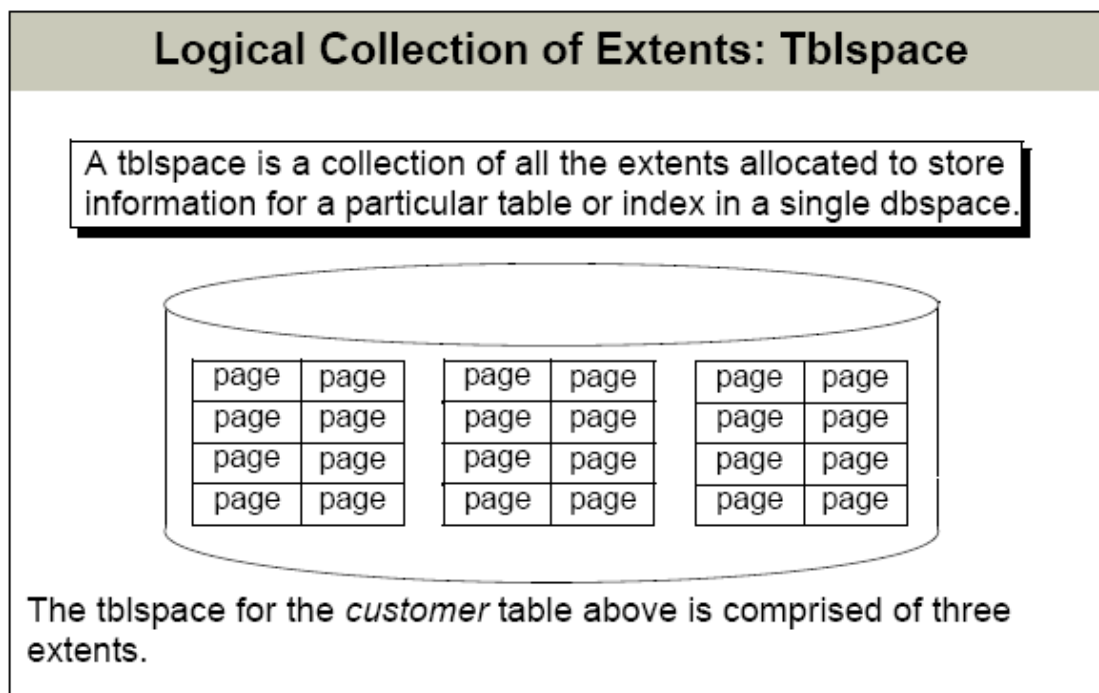 Logical Collection of Extents: Tblspace
A tblspace is a collection of all the extents allocated to store
information for a particular table or index in a single dbspace.
page page page page page page
page page page page page page
page page page page page page
page page page page page page
The tblspace for the customer table above is comprised of three
extents.